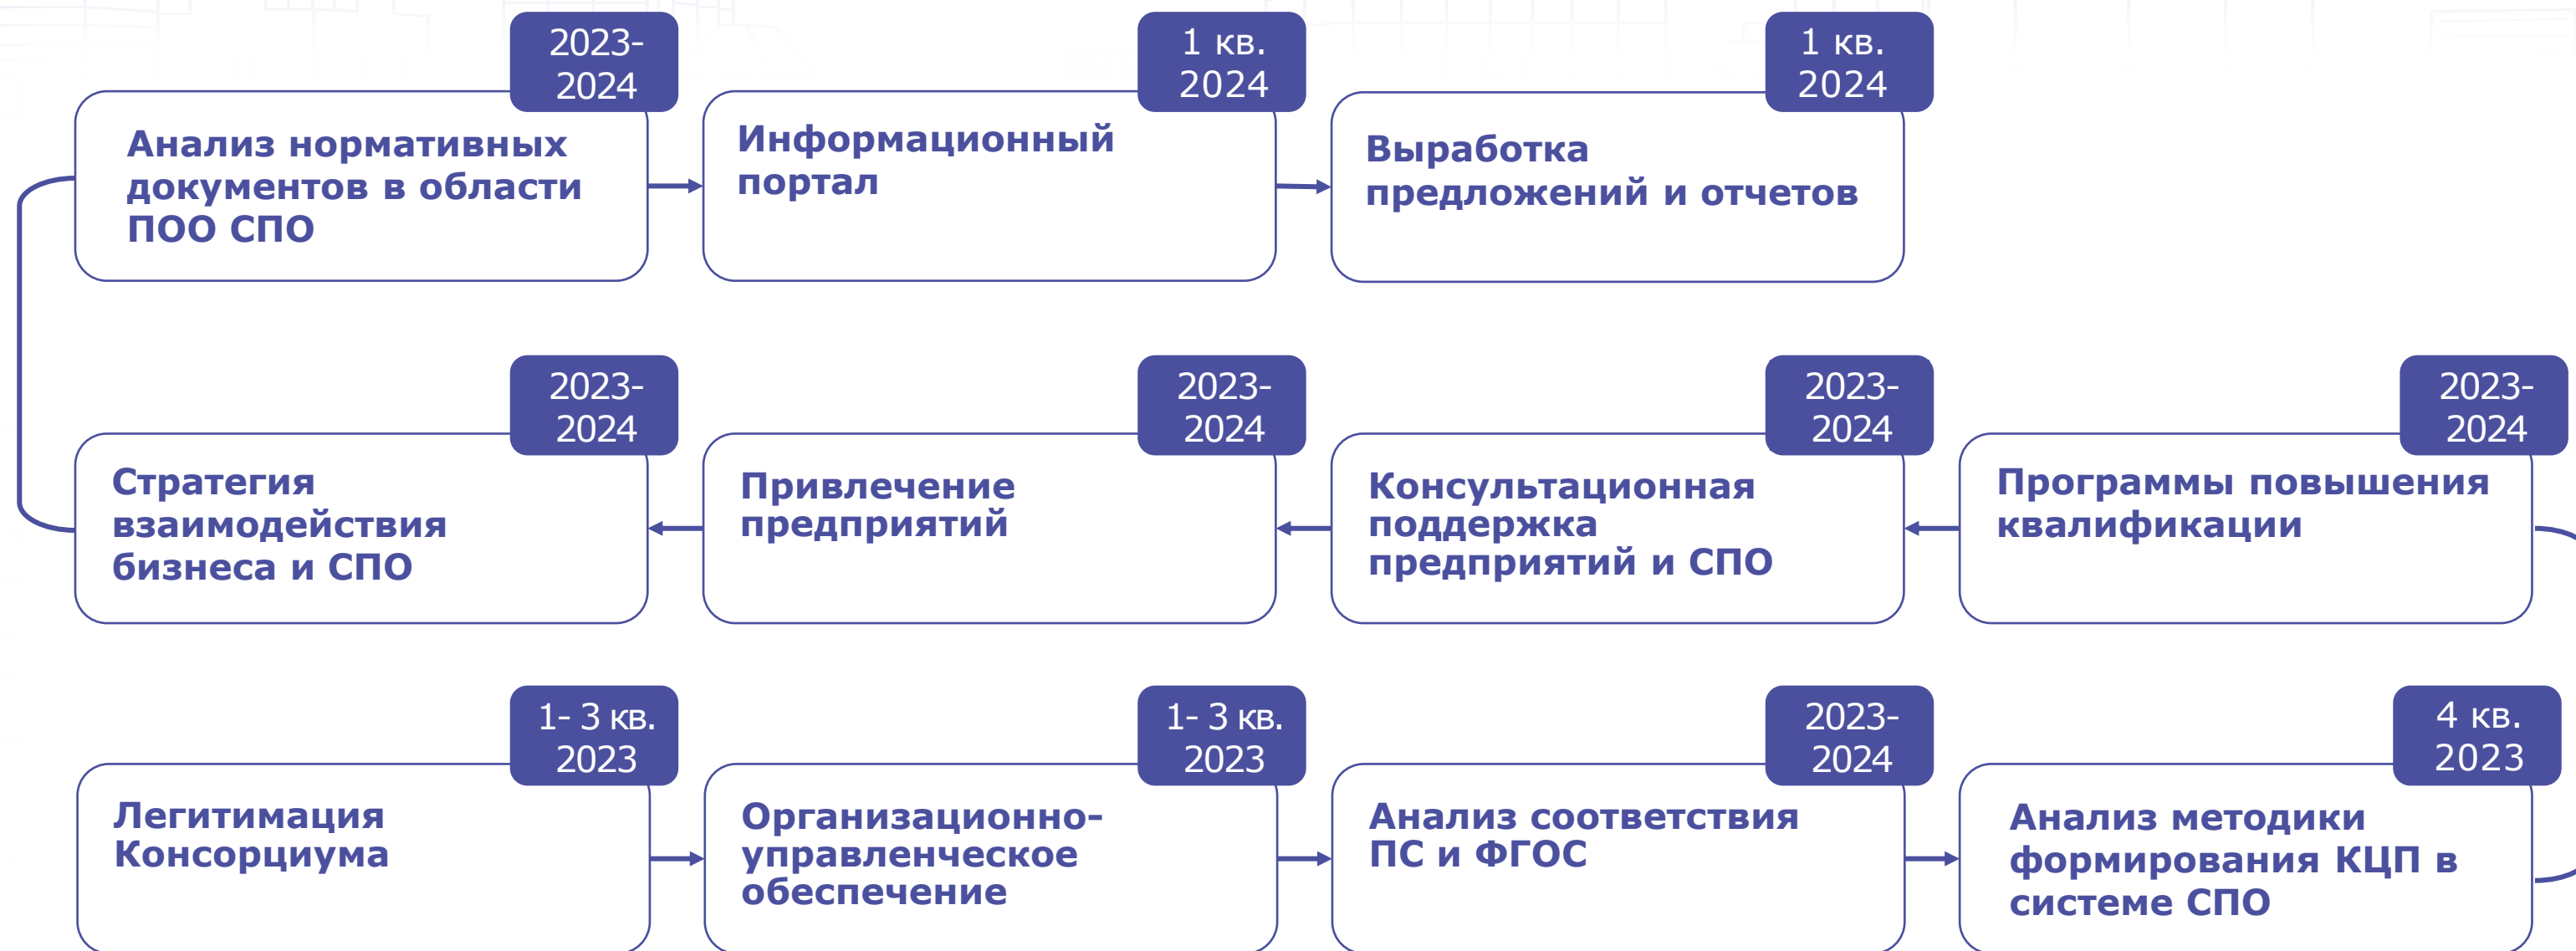 2023-
2024
Анализ нормативных
документов в области
ПОО СПО
1 кв.
2024
Информационный
портал
1 кв.
2024
Выработка
предложений и отчетов
2023-
2024
Стратегия
взаимодействия
бизнеса и СПО
2023-
2024
Привлечение
предприятий
2023-
2024
Консультационная
поддержка
предприятий и СПО
2023-
2024
Программы повышения
квалификации
1- 3 кв.
2023
Легитимация
Консорциума
1- 3 кв.
2023
Организационно-
управленческое
обеспечение
2023-
2024
Анализ соответствия
ПС и ФГОС
4 кв.
2023
Анализ методики
формирования КЦП в
системе СПО